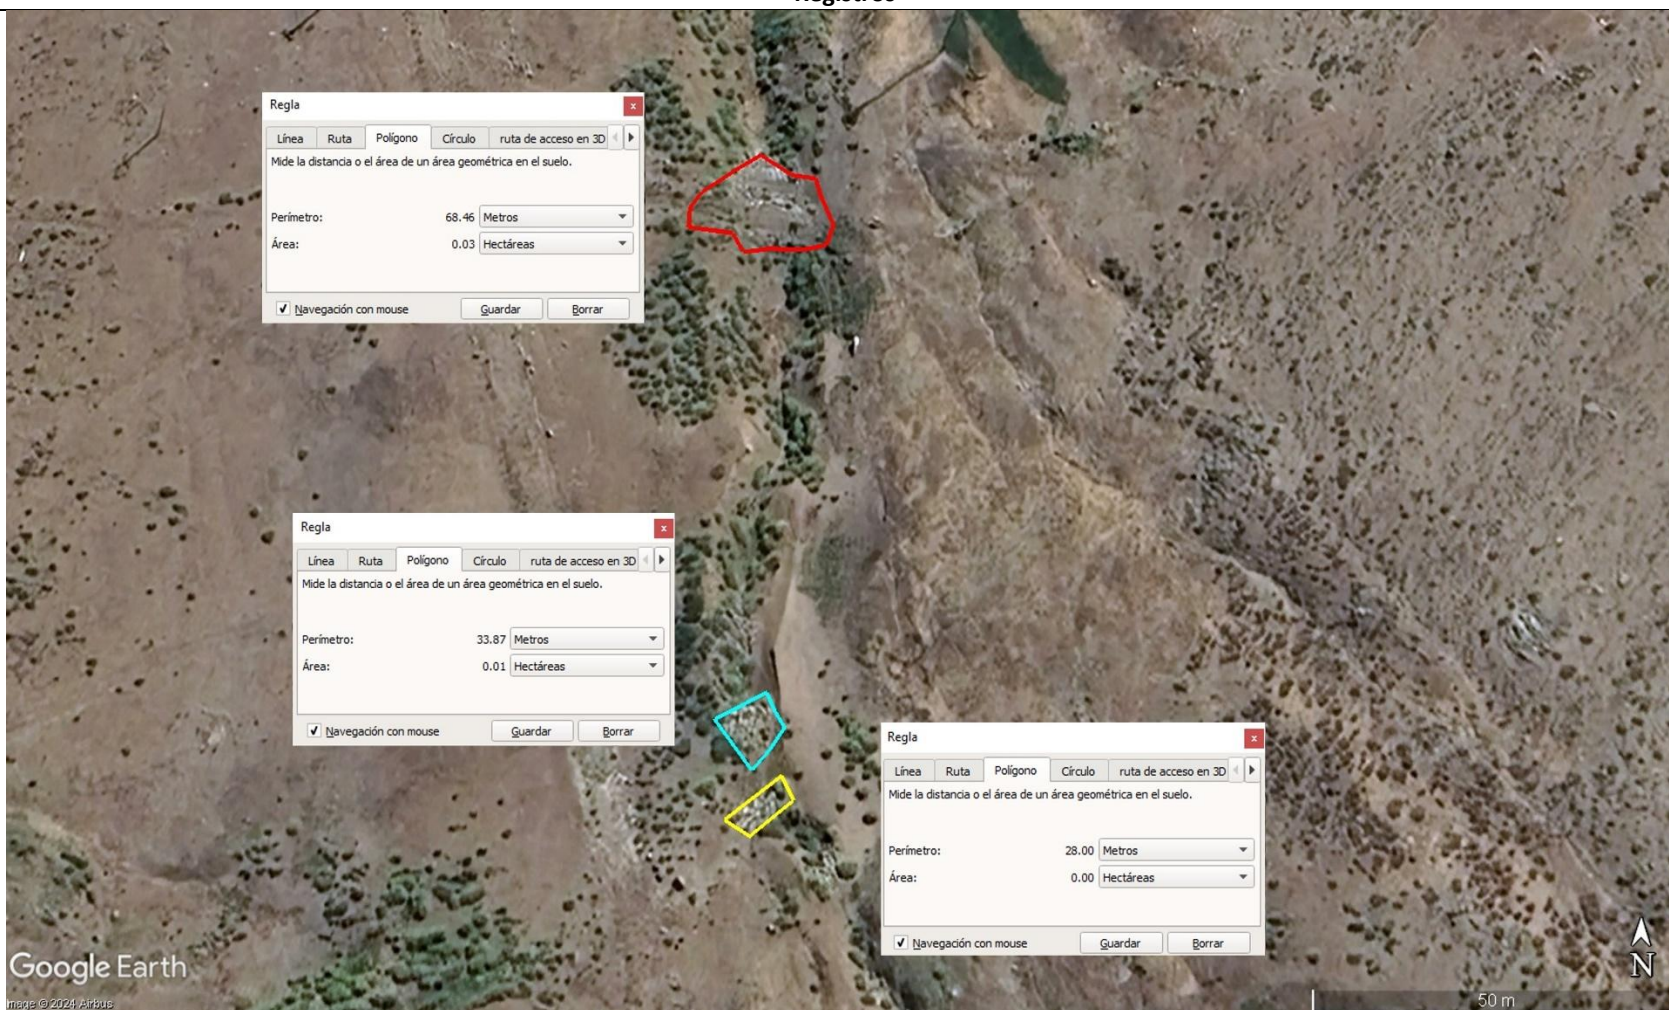 Registros
Regla x
Línea Ruta Polígono Círculo ruta de acceso en 3D
Mide la distancia o el área de un área geométrica en el suelo.
Perímetro: 68.46 Metros
Área: 0.03 Hectáreas
Navegación con mouse Guardar Borrar
Regla x
Línea Ruta Polígono Círculo ruta de acceso en 3D
Mide la distancia o el área de un área geométrica en el suelo.
Perímetro: 33.87 Metros
Área: 0.01 Hectáreas
Navegación con mouse Guardar Borrar
Regla x
Línea Ruta Polígono Círculo ruta de acceso en 3D
Mide la distancia o el área de un área geométrica en el suelo.
Perímetro: 28.00 Metros
Área: 0.00 Hectáreas
Navegación con mouse Guardar Borrar
N
Google Earth
Image © 2024 Airbus
50 m